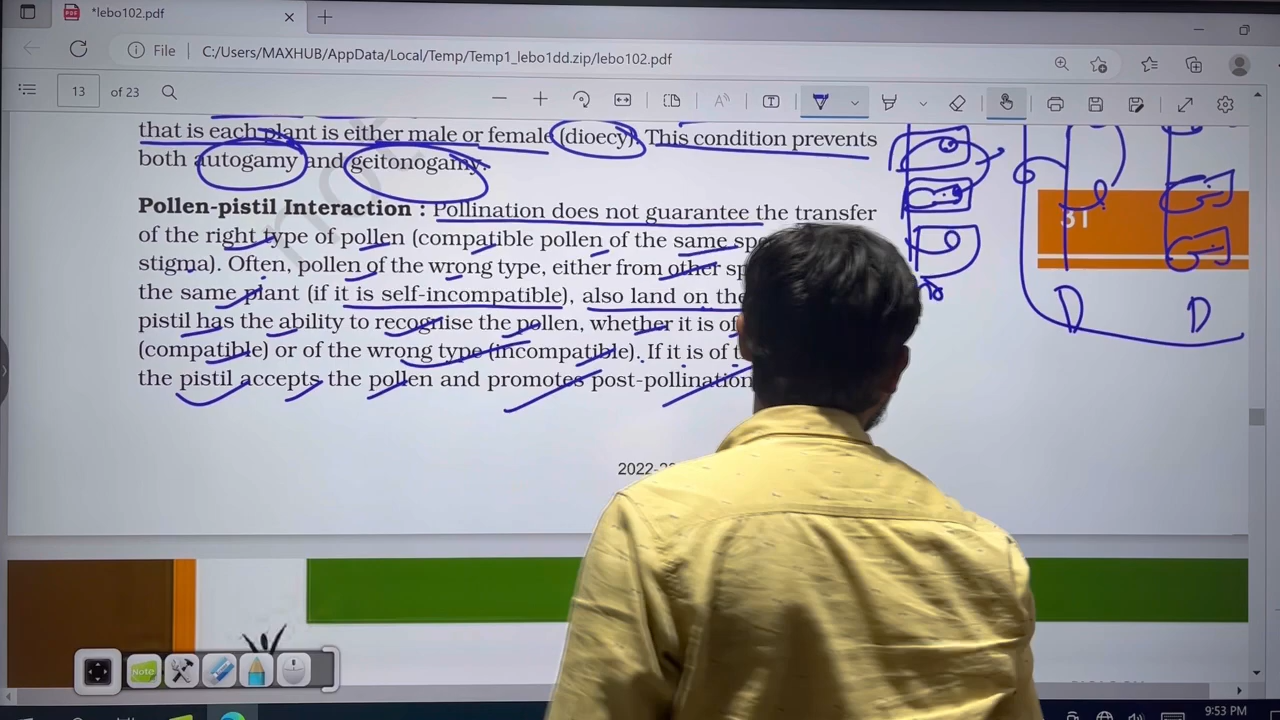 *lebo102.pdf
File C:/Users/MAXHUB/AppData/Local/Temp/Temp1_lebo1dd.zip/lebo102.pdf
13 of 23
that is each plant is either male or female (dioecy). This condition prevents
both autogamy and geitonogamy.
Pollen-pistil Interaction : Pollination does not guarantee the transfer
of the right type of pollen (compatible pollen of the same
stigma). Often, pollen of the wrong type, either from other
the same plant (if it is self-incompatible), also land on the
pistil has the ability to recognise the pollen, whether it is of
(compatible) or of the wrong type (incompatible). If it is of
the pistil accepts the pollen and promotes post-pollination
31
D D
Note
9:53 PM